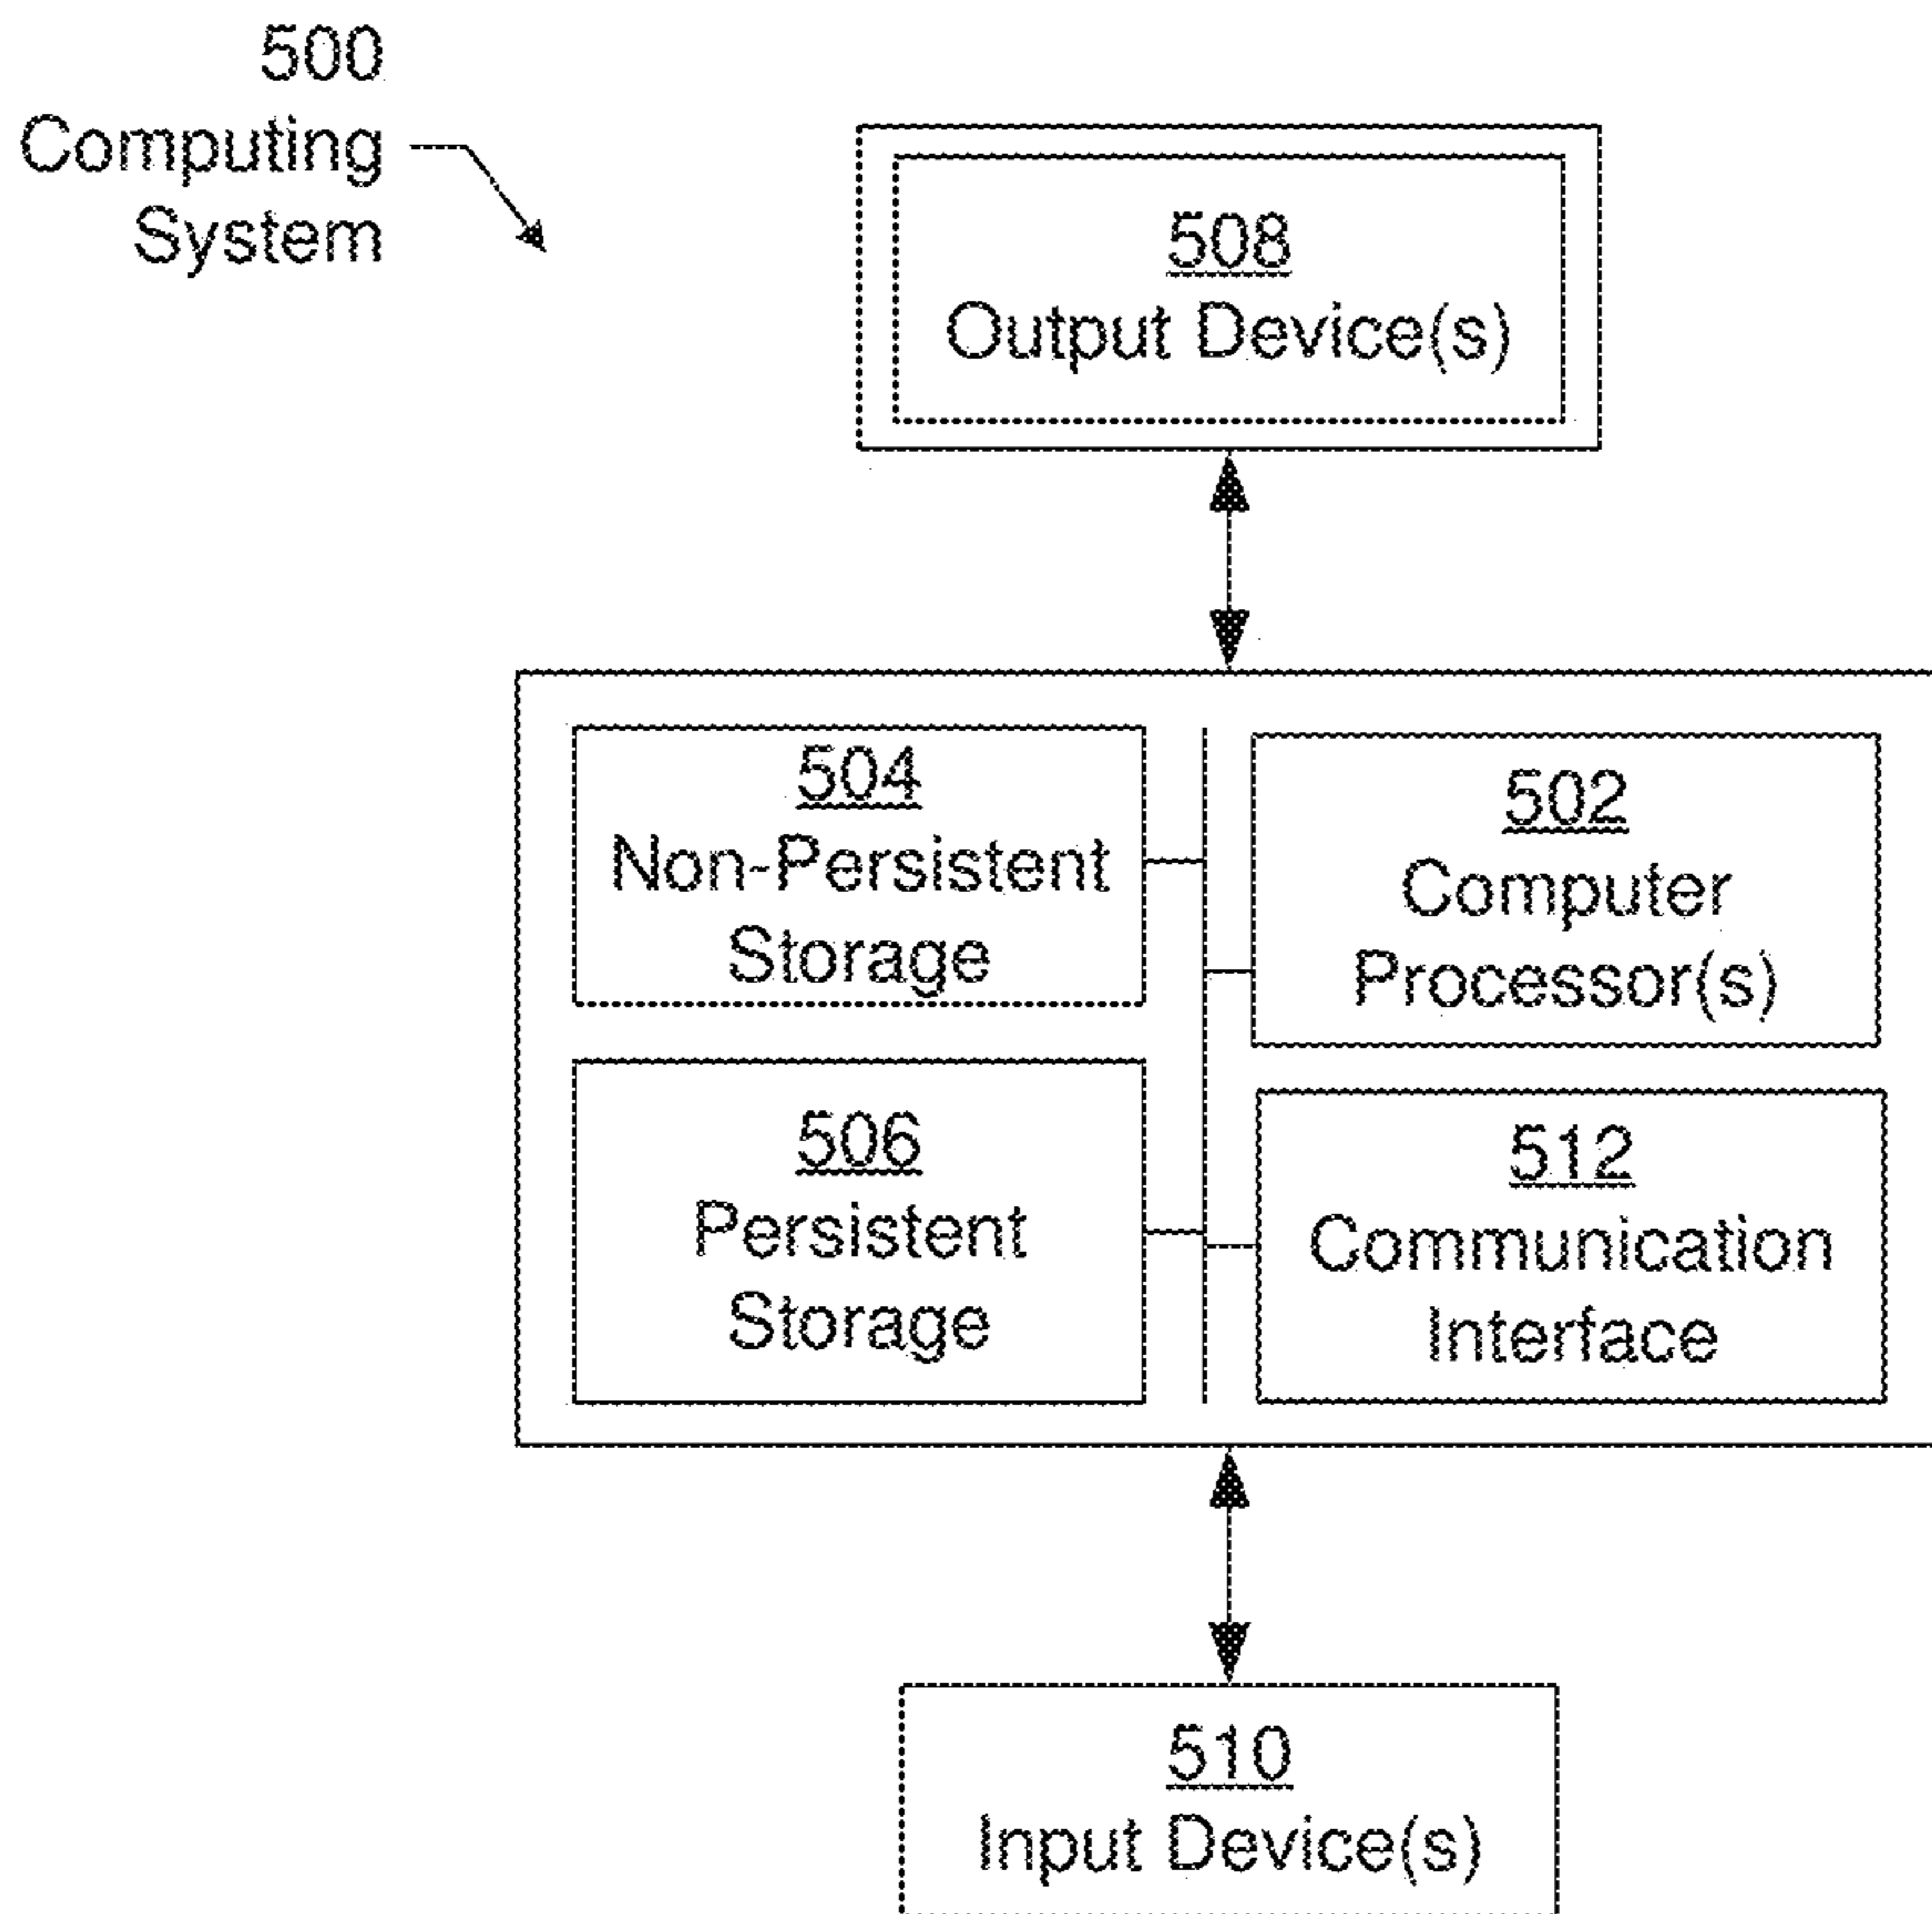 500
Computing
System
508
Output Device(s)
504
Non-Persistent
Storage
502
Computer
Processor(s)
506
Persistent
Storage
512
Communication
Interface
510
Input Device(s)